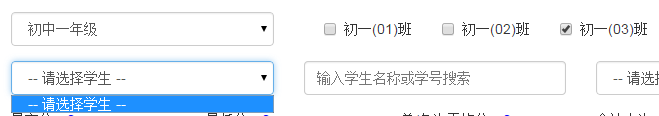 初中一年级 初一(01)班 初一(02)班 初一(03)班
-- 请选择学生 -- 输入学生名称或学号搜索 -- 请选
-- 请选择学生 --